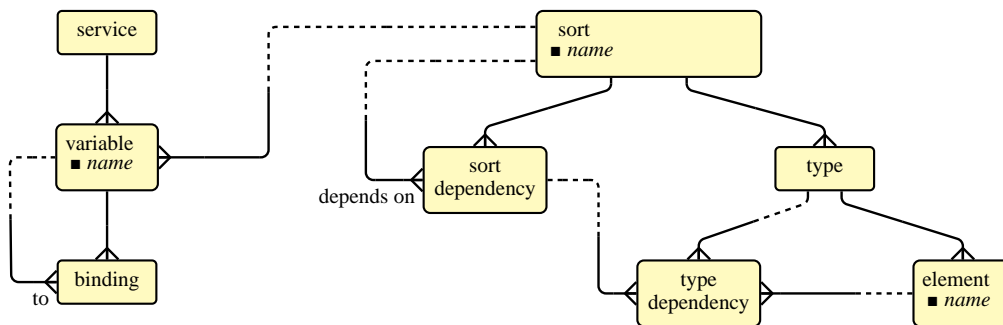 service
sort
■ name
variable
■ name
sort
dependency
type
depends on
binding
to
type
dependency
element
■ name